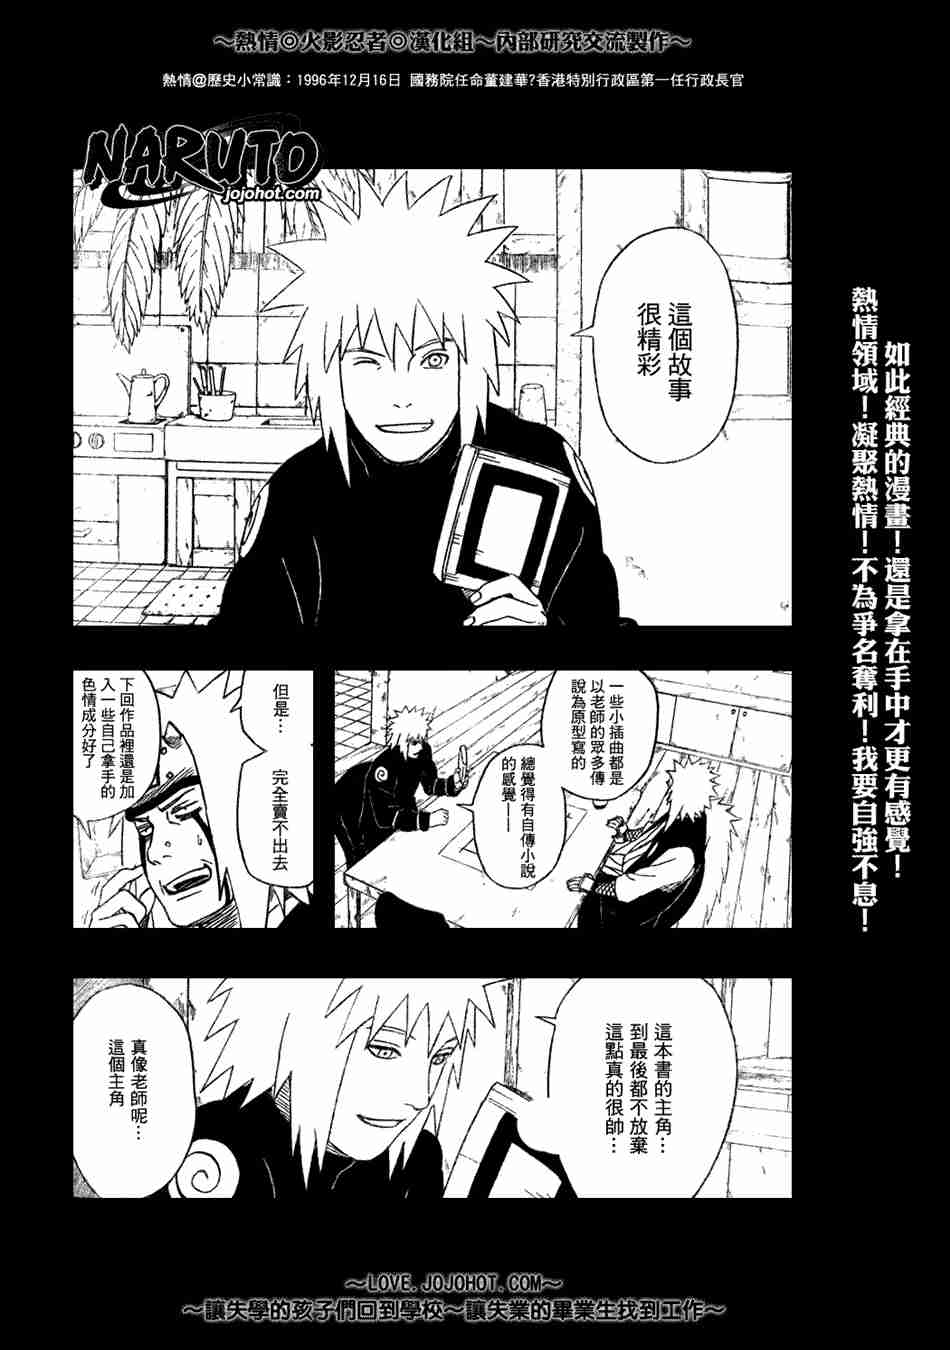 ～熱情◎火影忍者◎漢化組～內部研究交流製作～
熱情@歷史小常識：1996年12月16日 國務院任命董建華?香港特別行政區第一任行政長官
NARUTO
jojohot.com
這個故事
很精彩
如此經典的漫畫！還是拿在手中才更有感覺！
熱情領域！凝聚熱情！不為爭名奪利！我要自強不息！
一些小插曲都是
以老師的眾多傳
說為原型寫的
總覺得有自傳小說
的感覺——
但是…
完全賣不出去
下回作品裡還是加
入一些自己拿手的
色情成分好了
這本書的主角…
到最後都不放棄
這點真的很帥…
真像老師呢…
這個主角
～LOVE.JOJOHOT.COM～
～讓失學的孩子們回到學校～讓失業的畢業生找到工作～